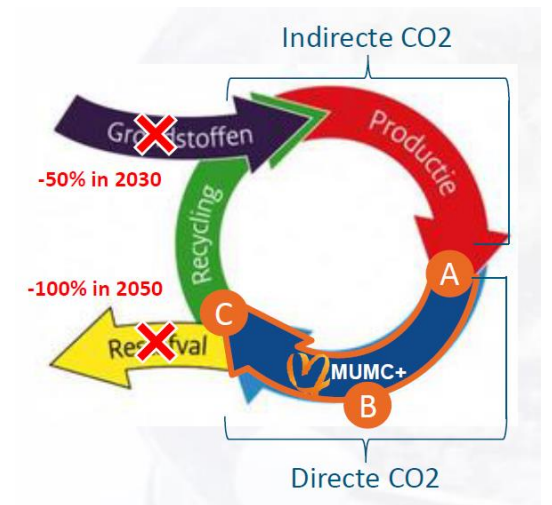 Indirecte CO2
Grondstoffen
Productie
-50% in 2030
Recycling
-100% in 2050
A
C
Restafval
MUMC+
B
Directe CO2